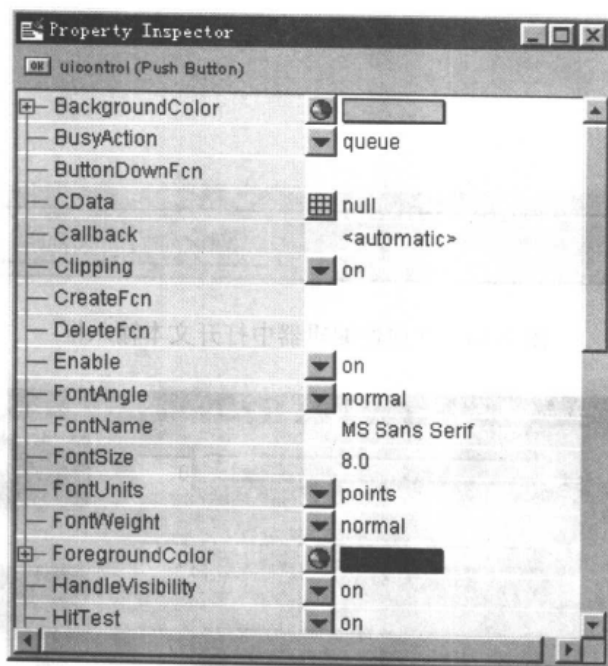 Property Inspector
OK uicontrol (Push Button)
BackgroundColor
BusyAction queue
ButtonDownFcn
CData null
Callback <automatic>
Clipping on
CreateFcn
DeleteFcn
Enable on
FontAngle normal
FontName MS Sans Serif
FontSize 8.0
FontUnits points
FontWeight normal
ForegroundColor
HandleVisibility on
HitTest on